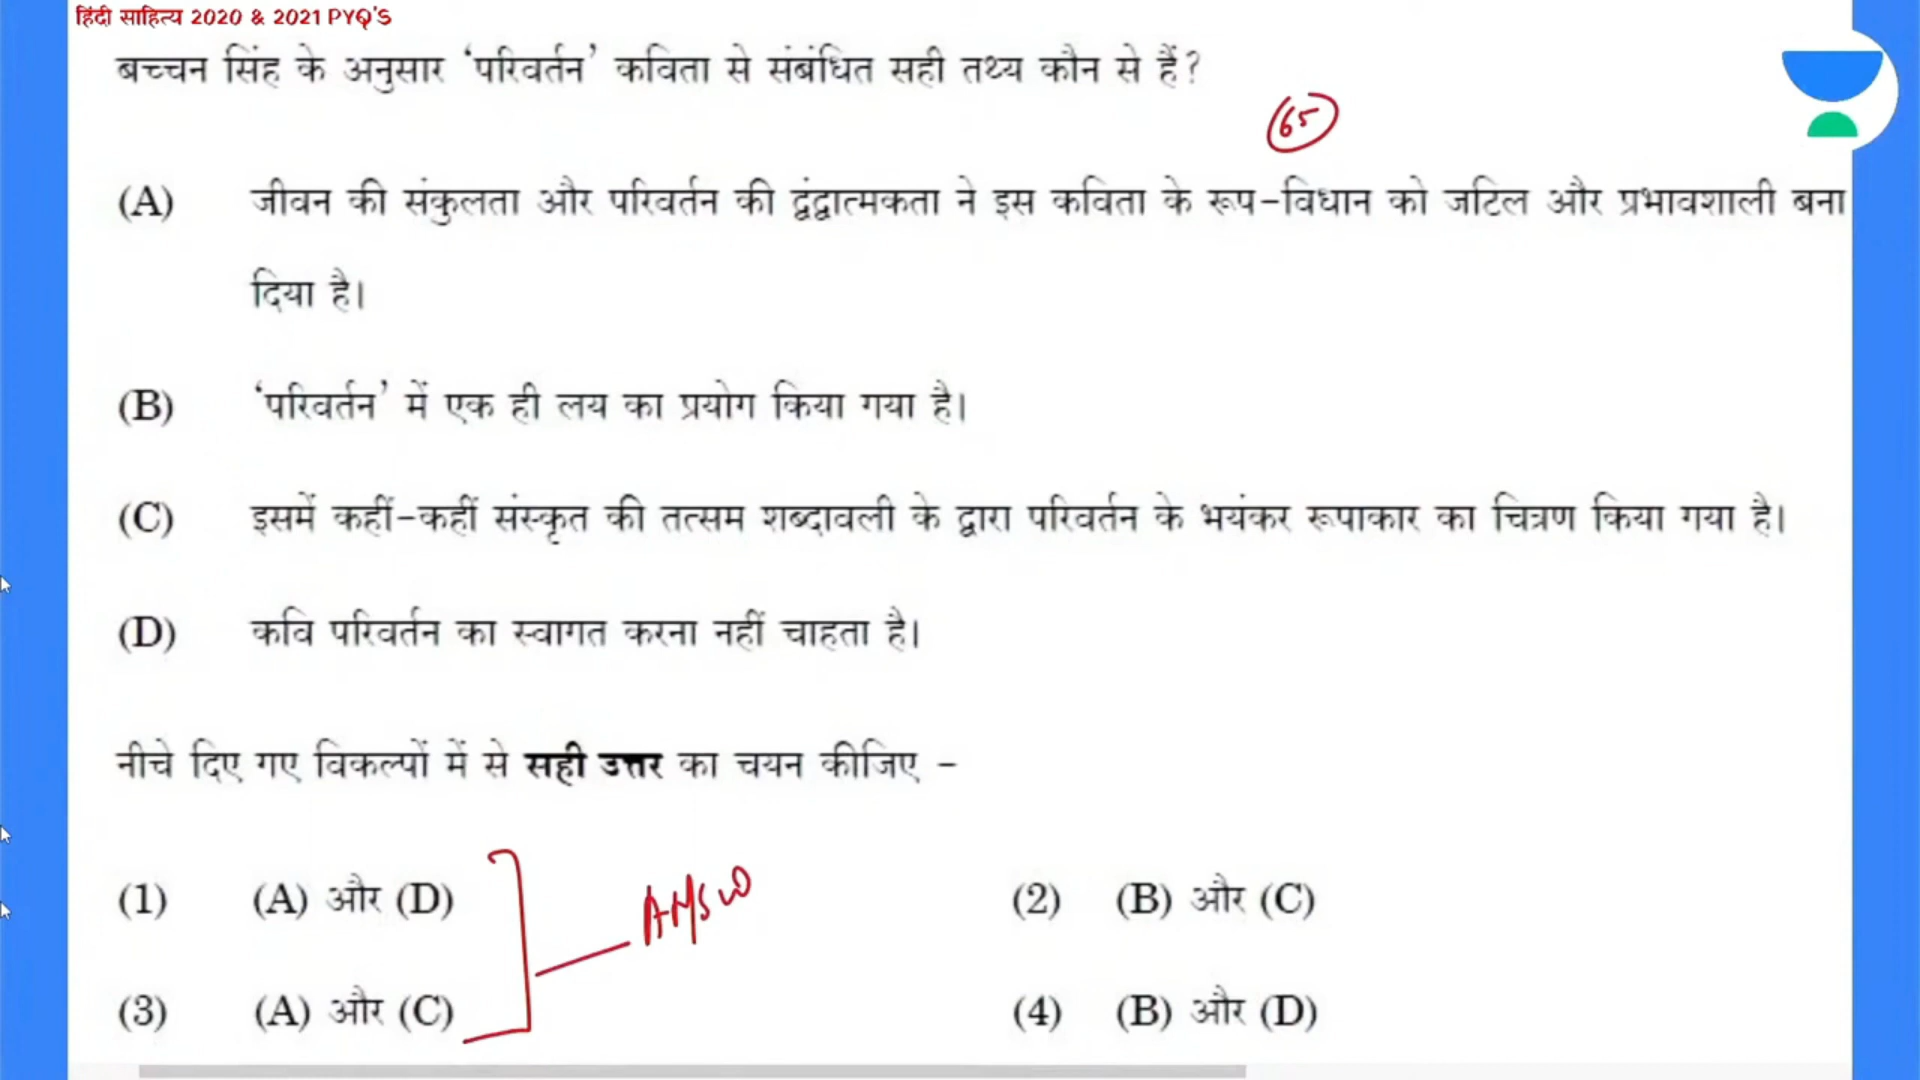 हिंदी साहित्य 2020 & 2021 PYQ'S
बच्चन सिंह के अनुसार ‘परिवर्तन’ कविता से संबंधित सही तथ्य कौन से हैं?
65
(A) जीवन की संकुलता और परिवर्तन की द्वंद्वात्मकता ने इस कविता के रूप-विधान को जटिल और प्रभावशाली बना
दिया है।
(B) ‘परिवर्तन’ में एक ही लय का प्रयोग किया गया है।
(C) इसमें कहीं-कहीं संस्कृत की तत्सम शब्दावली के द्वारा परिवर्तन के भयंकर रूपाकार का चित्रण किया गया है।
(D) कवि परिवर्तन का स्वागत करना नहीं चाहता है।
नीचे दिए गए विकल्पों में से सही उत्तर का चयन कीजिए –
(1) (A) और (D) (2) (B) और (C)
(3) (A) और (C) (4) (B) और (D)